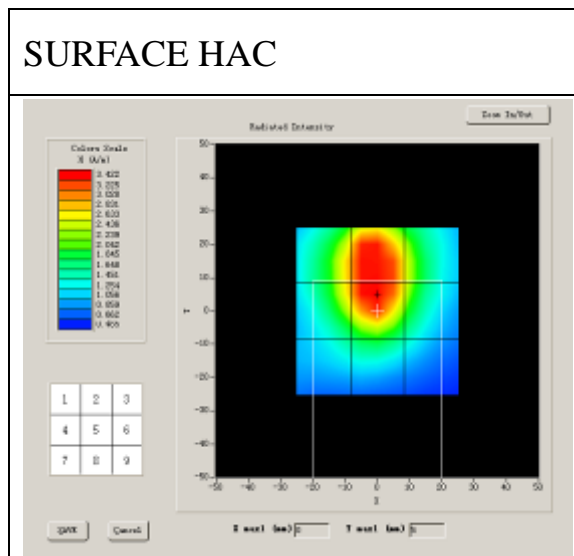 SURFACE HAC
Zoom In/Out
Radiated Intensity
Colors Scale
H (A/m)
3.422
3.225
3.028
2.831
2.633
2.436
2.239
2.042
1.845
1.648
1.451
1.254
1.056
0.859
0.662
0.465
50
40
30
20
10
0
-10
-20
-30
-40
-50
Y
-50 -40 -30 -20 -10 0 10 20 30 40 50
X
1 2 3
4 5 6
7 8 9
SAVE Cancel
(mm) (mm)